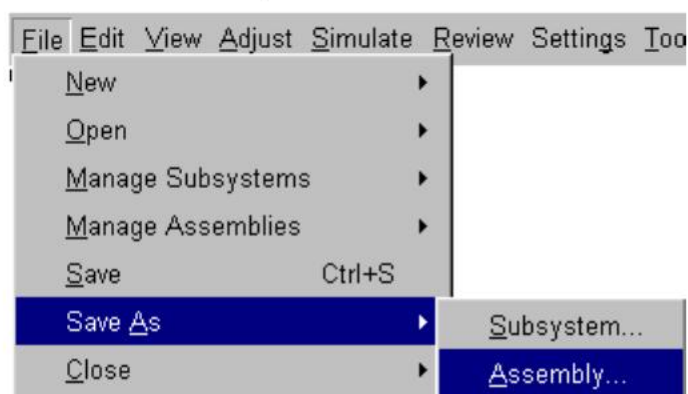 File Edit View Adjust Simulate Review Settings Too
New
Open
Manage Subsystems
Manage Assemblies
Save Ctrl+S
Save As Subsystem...
Close Assembly...